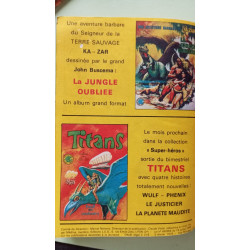 Une aventure barbare
du Seigneur de la
TERRE SAUVAGE
KA-ZAR
dessinée par le grand
John Buscema :
La JUNGLE
OUBLIEE
Un album grand format
Titans
Le mois prochain
dans la collection
« Super-héros »
sortie du bimestriel
TITANS
avec quatre histoires
totalement nouvelles
WULF - PHENIX
LE JUSTICIER
LA PLANETE MAUDITE